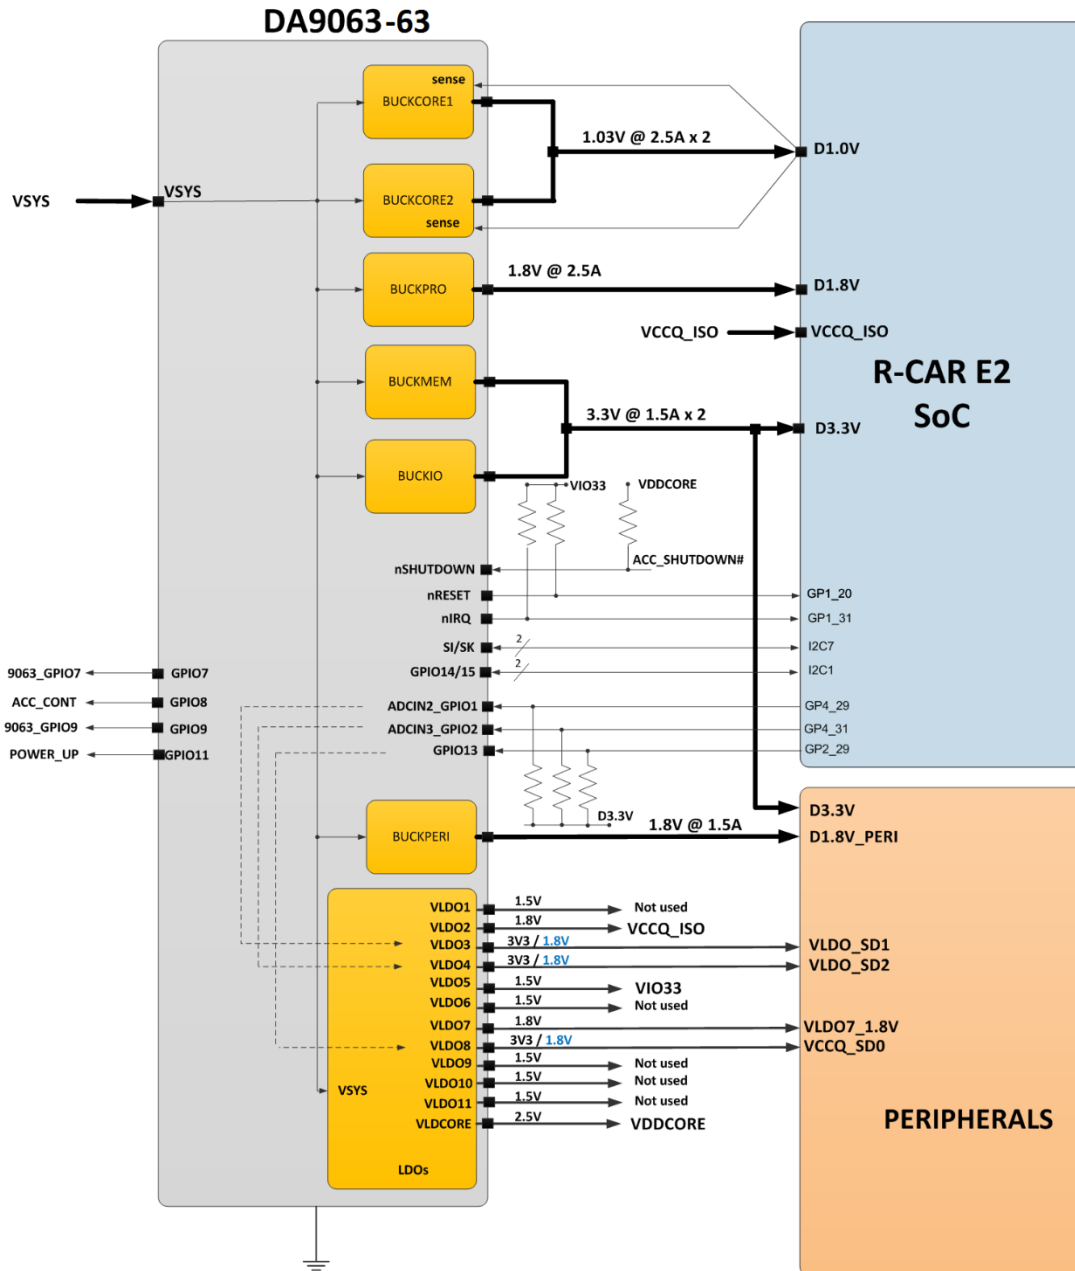 DA9063-63
sense
BUCKCORE1
1.03V @ 2.5A x 2
D1.0V
VSYS
VSYS
BUCKCORE2
sense
BUCKPRO
1.8V @ 2.5A
D1.8V
VCCQ_ISO
VCCQ_ISO
R-CAR E2
SoC
BUCKMEM
3.3V @ 1.5A x 2
D3.3V
BUCKIO
VIO33
VDDCORE
nSHUTDOWN
ACC_SHUTDOWN#
nRESET
GP1_20
nIRQ
GP1_31
SI/SK
2
I2C7
GPIO14/15
2
I2C1
9063_GPIO7
GPIO7
ACC_CONT
GPIO8
9063_GPIO9
GPIO9
POWER_UP
GPIO11
ADCIN2_GPIO1
GP4_29
ADCIN3_GPIO2
GP4_31
GPIO13
GP2_29
D3.3V
D3.3V
BUCKPERI
1.8V @ 1.5A
D1.8V_PERI
VLDO1
1.5V
Not used
VLDO2
1.8V
VCCQ_ISO
VLDO3
3V3 / 1.8V
VLDO_SD1
VLDO4
3V3 / 1.8V
VLDO_SD2
VLDO5
1.5V
VIO33
VLDO6
1.5V
Not used
VLDO7
1.8V
VLDO7_1.8V
VLDO8
3V3 / 1.8V
VCCQ_SD0
VLDO9
1.5V
Not used
VLDO10
1.5V
Not used
VSYS
VLDO11
1.5V
Not used
VLDCORE
2.5V
VDDCORE
PERIPHERALS
LDOs